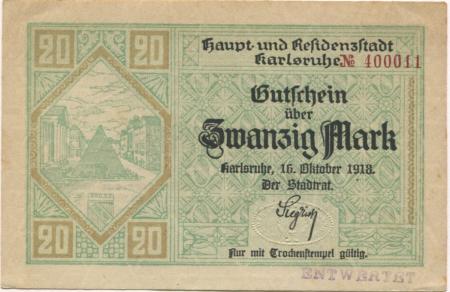 20 20
Haupt- und Residenzstadt
Karlsruhe. № 400011
Gutschein
über
Zwanzig Mark
Karlsruhe, 16. Oktober 1918.
Der Stadtrat.
Siegrist
Nur mit Trockenstempel gültig.
20 20
ENTWERTET